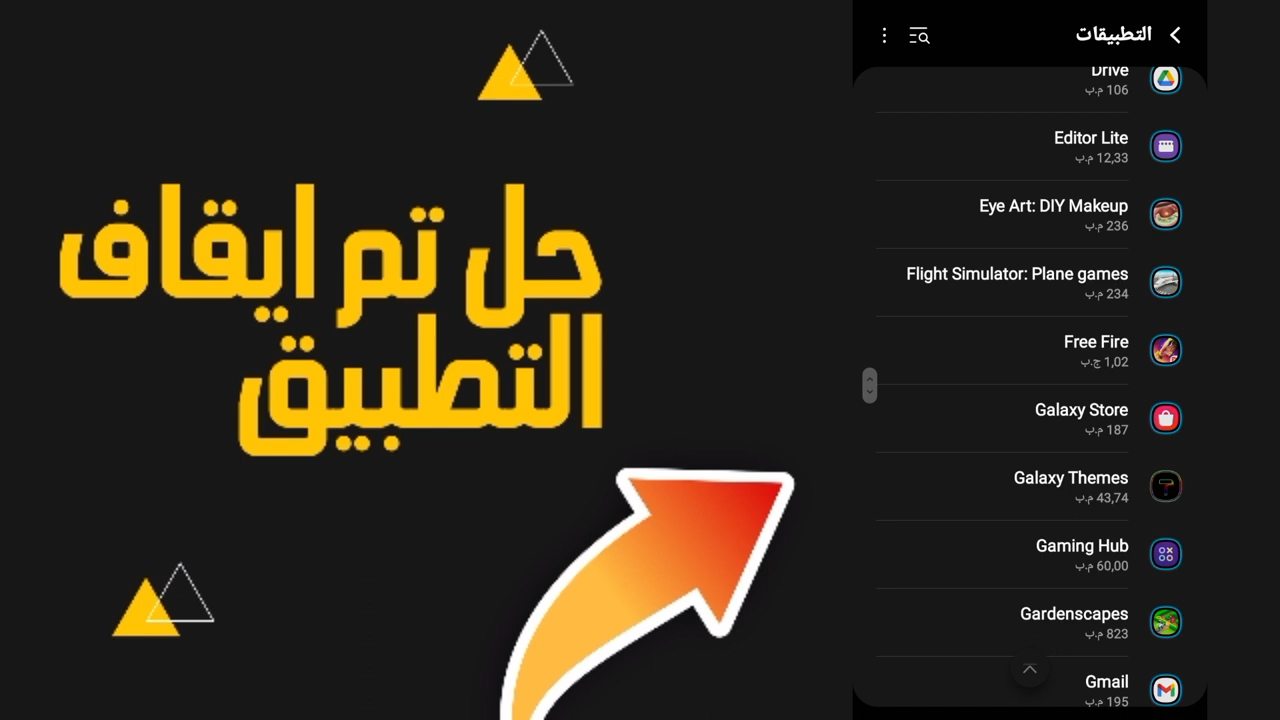 حل تم ايقاف
التطبيق
التطبيقات
Drive
106 م.ب
Editor Lite
12,33 م.ب
Eye Art: DIY Makeup
236 م.ب
Flight Simulator: Plane games
234 م.ب
Free Fire
1,02 ج.ب
Galaxy Store
187 م.ب
Galaxy Themes
43,74 م.ب
Gaming Hub
60,00 م.ب
Gardenscapes
823 م.ب
Gmail
195 م.ب